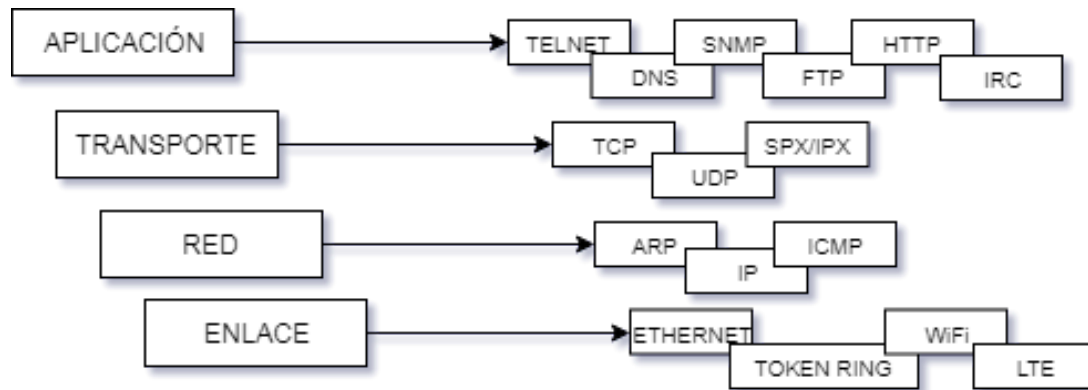 APLICACIÓN
TELNET
DNS
SNMP
FTP
HTTP
IRC
TRANSPORTE
TCP
UDP
SPX/IPX
RED
ARP
IP
ICMP
ENLACE
ETHERNET
TOKEN RING
WiFi
LTE